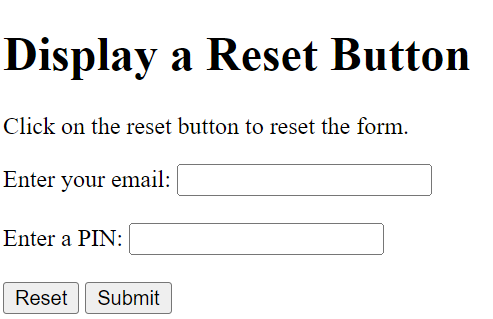 Display a Reset Button
Click on the reset button to reset the form.
Enter your email:
Enter a PIN:
Reset Submit